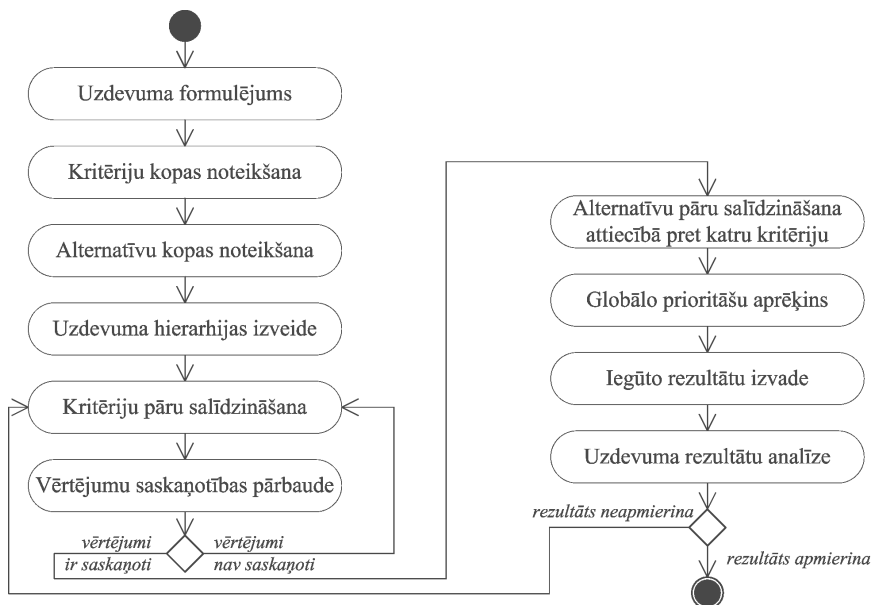 Uzdevuma formulējums
Kritēriju kopas noteikšana
Alternatīvu kopas noteikšana
Uzdevuma hierarhijas izveide
Kritēriju pāru salīdzināšana
Vērtējumu saskaņotības pārbaude
vērtējumi
ir saskaņoti
vērtējumi
nav saskaņoti
Alternatīvu pāru salīdzināšana
attiecībā pret katru kritēriju
Globālo prioritāšu aprēķins
Iegūto rezultātu izvade
Uzdevuma rezultātu analīze
rezultāts neapmierina
rezultāts apmierina